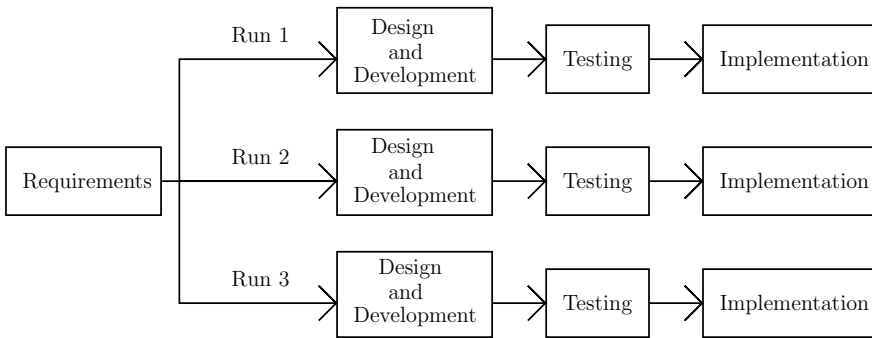 Run 1
Design
and
Development
Testing
Implementation
Requirements
Run 2
Design
and
Development
Testing
Implementation
Run 3
Design
and
Development
Testing
Implementation